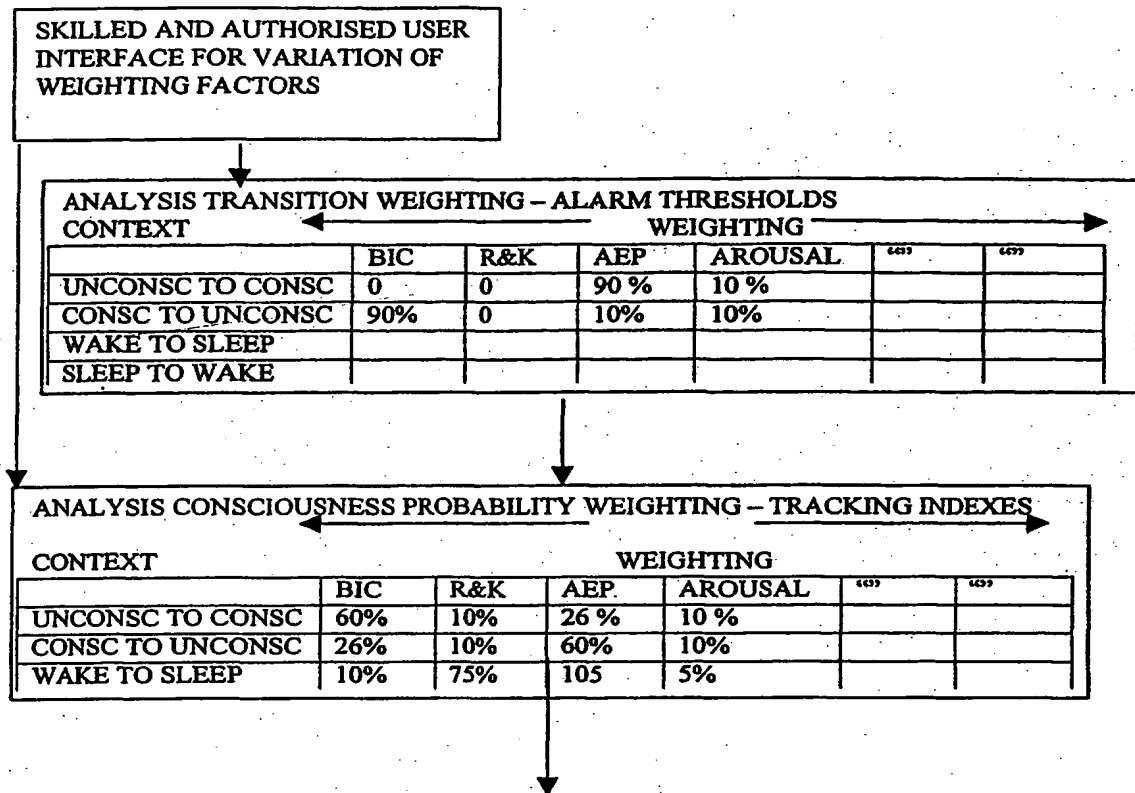 SKILLED AND AUTHORISED USER
INTERFACE FOR VARIATION OF
WEIGHTING FACTORS
ANALYSIS TRANSITION WEIGHTING – ALARM THRESHOLDS
CONTEXT WEIGHTING
BIC R&K AEP AROUSAL “” “”
UNCONSC TO CONSC 0 0 90 % 10 %
CONSC TO UNCONSC 90% 0 10% 10%
WAKE TO SLEEP
SLEEP TO WAKE
ANALYSIS CONSCIOUSNESS PROBABILITY WEIGHTING – TRACKING INDEXES
CONTEXT WEIGHTING
BIC R&K AEP. AROUSAL “” “”
UNCONSC TO CONSC 60% 10% 26 % 10 %
CONSC TO UNCONSC 26% 10% 60% 10%
WAKE TO SLEEP 10% 75% 105 5%